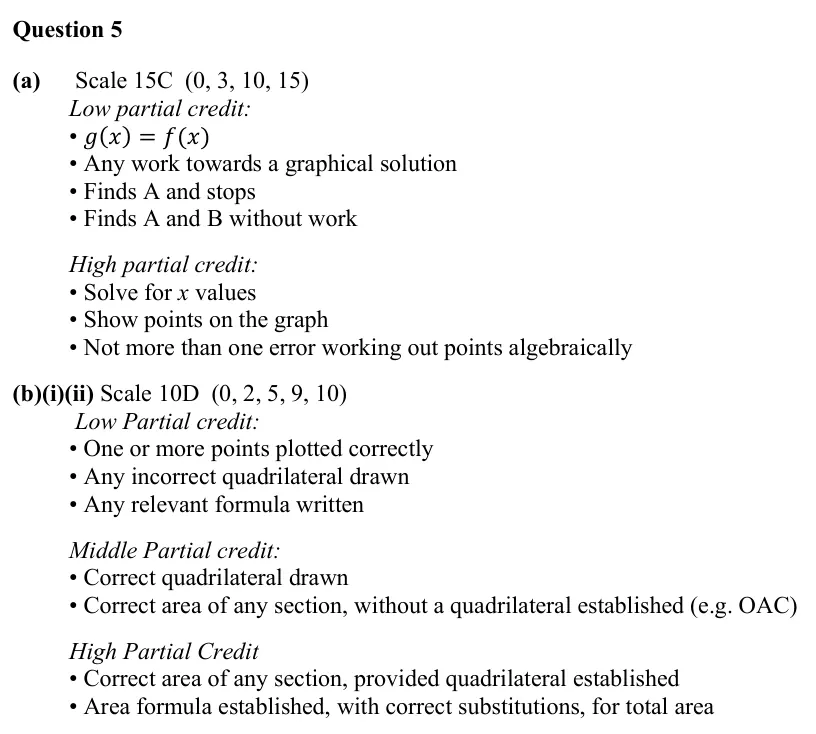 Question 5
(a) Scale 15C (0, 3, 10, 15)
Low partial credit:
• g(x) = f(x)
• Any work towards a graphical solution
• Finds A and stops
• Finds A and B without work
High partial credit:
• Solve for x values
• Show points on the graph
• Not more than one error working out points algebraically
(b)(i)(ii) Scale 10D (0, 2, 5, 9, 10)
Low Partial credit:
• One or more points plotted correctly
• Any incorrect quadrilateral drawn
• Any relevant formula written
Middle Partial credit:
• Correct quadrilateral drawn
• Correct area of any section, without a quadrilateral established (e.g. OAC)
High Partial Credit
• Correct area of any section, provided quadrilateral established
• Area formula established, with correct substitutions, for total area